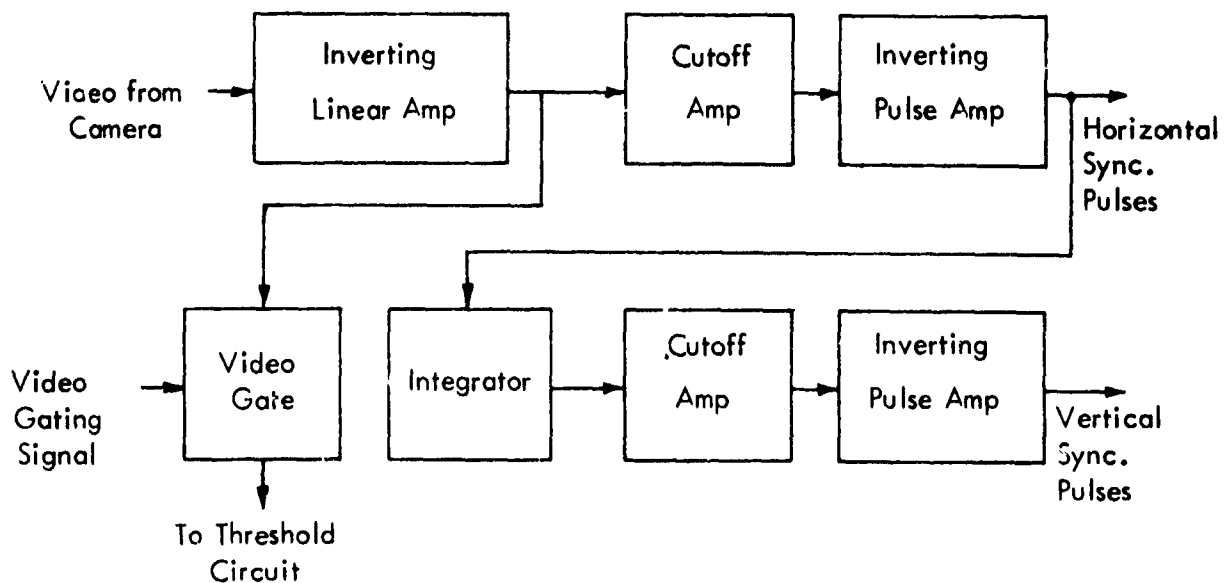 Video from
Camera
Inverting
Linear Amp
Cutoff
Amp
Inverting
Pulse Amp
Horizontal
Sync.
Pulses
Video
Gating
Signal
Video
Gate
Integrator
Cutoff
Amp
Inverting
Pulse Amp
Vertical
Sync.
Pulses
To Threshold
Circuit